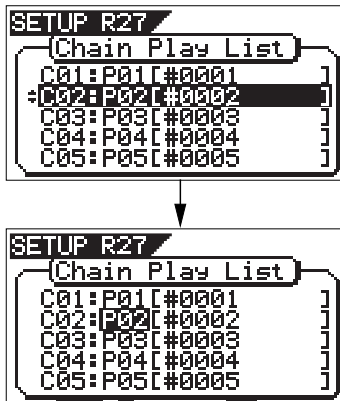 SETUP R27
Chain Play List
C01:P01[#0001 ]
C02:P02[#0002 ]
C03:P03[#0003 ]
C04:P04[#0004 ]
C05:P05[#0005 ]
SETUP R27
Chain Play List
C01:P01[#0001 ]
C02:P02[#0002 ]
C03:P03[#0003 ]
C04:P04[#0004 ]
C05:P05[#0005 ]